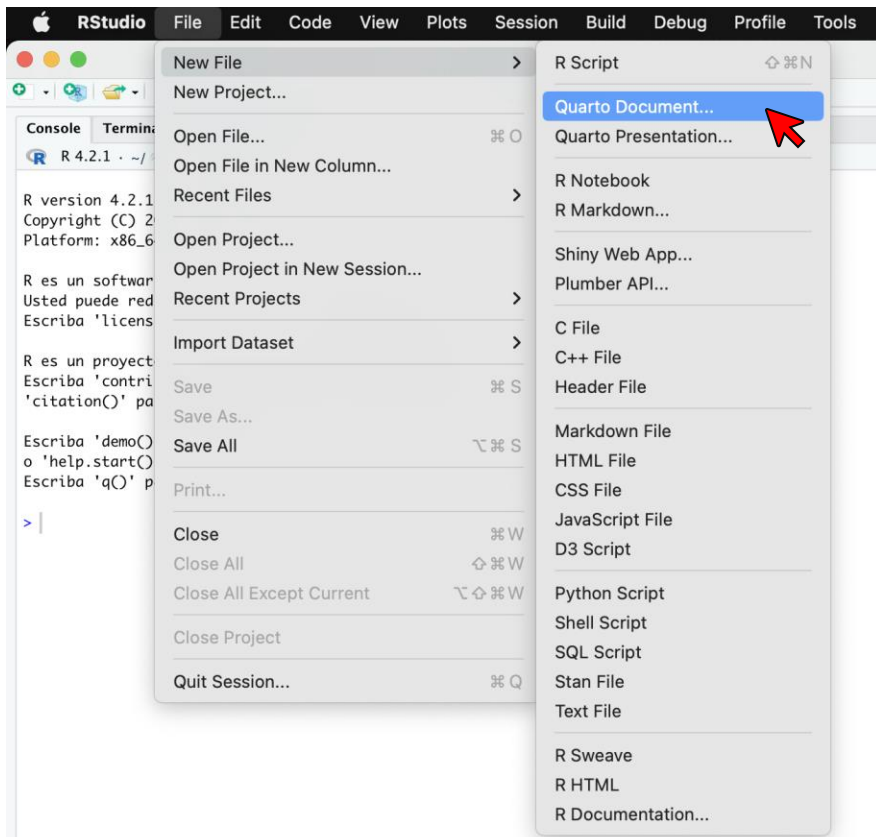 RStudio File Edit Code View Plots Session Build Debug Profile Tools
New File
New Project...
Open File... ⌘ O
Open File in New Column...
Recent Files
Open Project...
Open Project in New Session...
Recent Projects
Import Dataset
Save ⌘ S
Save As...
Save All ⌥⌘ S
Print...
Close ⌘ W
Close All ⇧⌘ W
Close All Except Current ⌥⇧⌘ W
Close Project
Quit Session... ⌘ Q
R Script ⇧⌘ N
Quarto Document...
Quarto Presentation...
R Notebook
R Markdown...
Shiny Web App...
Plumber API...
C File
C++ File
Header File
Markdown File
HTML File
CSS File
JavaScript File
D3 Script
Python Script
Shell Script
SQL Script
Stan File
Text File
R Sweave
R HTML
R Documentation...
Console Termina
R R 4.2.1 · ~/
R version 4.2.1
Copyright (C) 2
Platform: x86_6
R es un softwar
Usted puede red
Escriba 'licens
R es un proyect
Escriba 'contri
'citation()' pa
Escriba 'demo()
o 'help.start()
Escriba 'q()' p
>